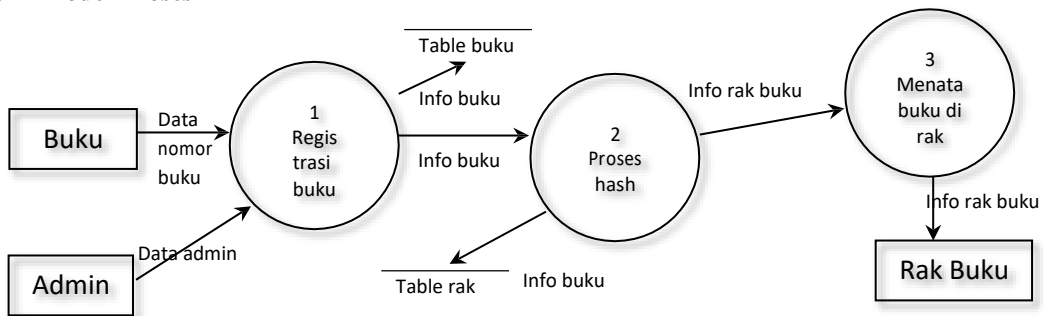 Buku
Data
nomor
buku
Admin
Data admin
1
Regis
trasi
buku
Table buku
Info buku
Info buku
2
Proses
hash
Table rak
Info buku
Info rak buku
3
Menata
buku di
rak
Info rak buku
Rak Buku